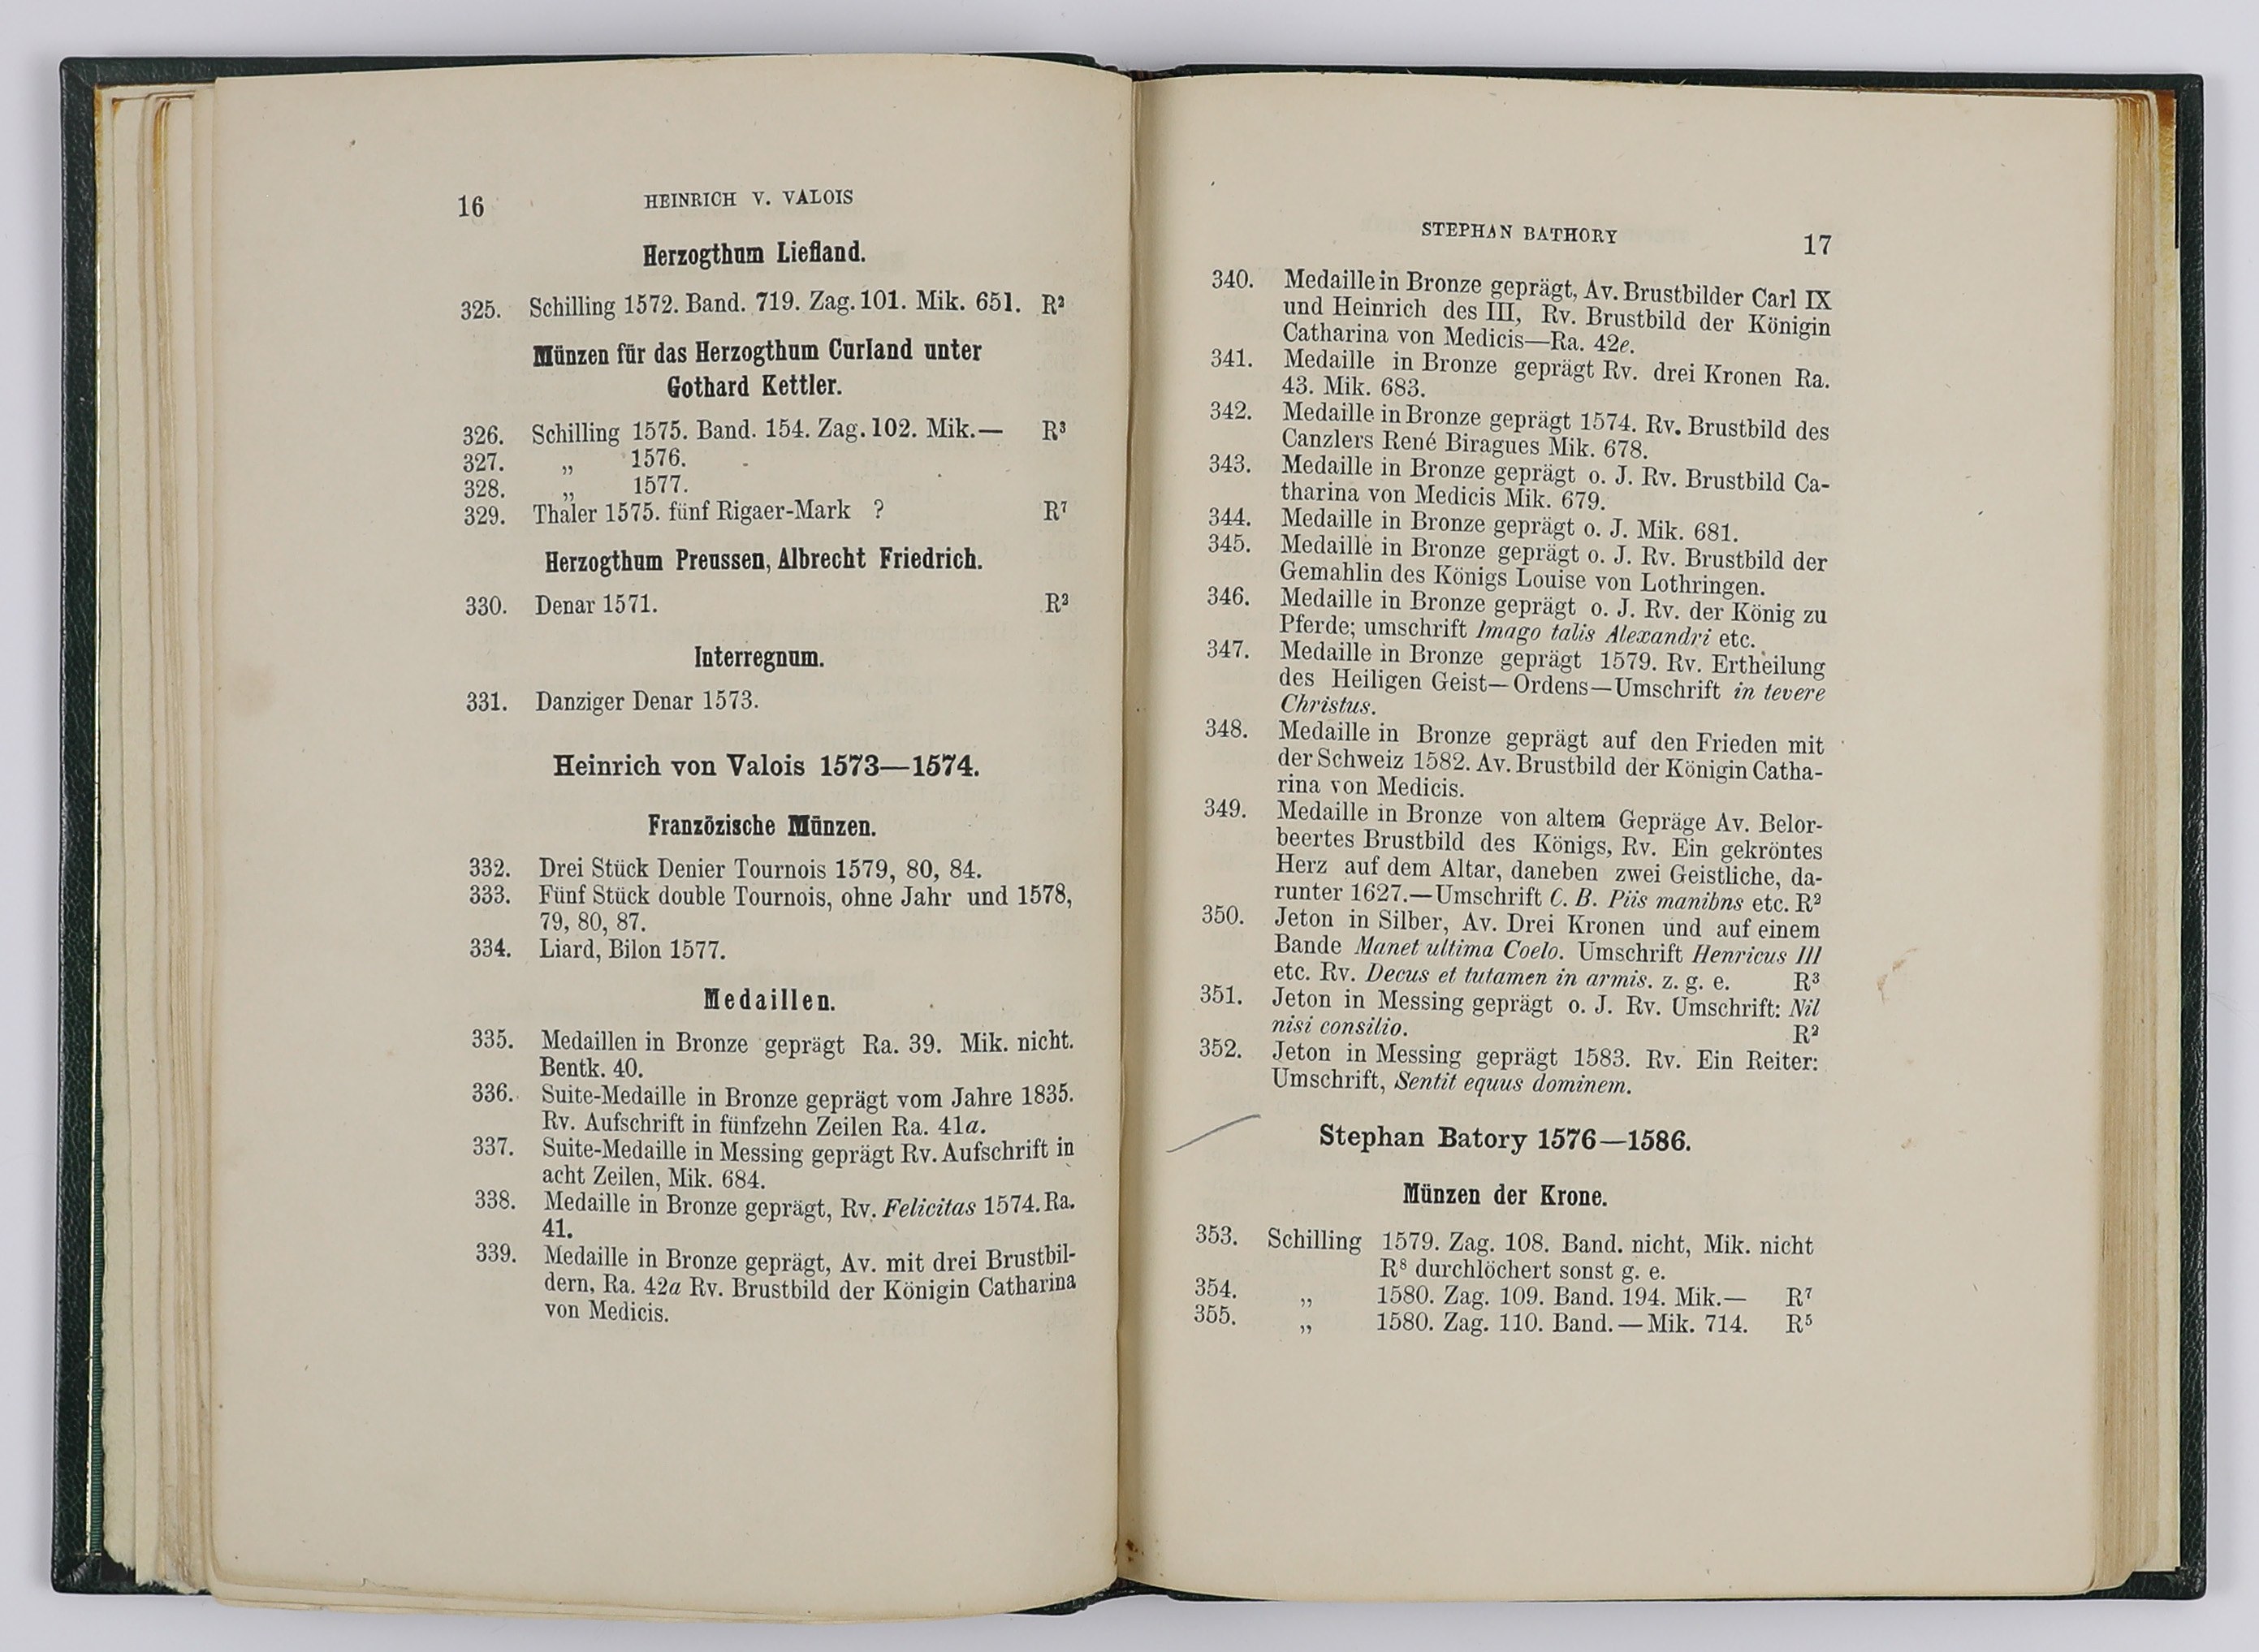 16 HEINRICH V. VALOIS
Herzogthum Liefland.
325. Schilling 1572. Band. 719. Zag. 101. Mik. 651. R²
Münzen für das Herzogthum Curland unter
Gothard Kettler.
326. Schilling 1575. Band. 154. Zag. 102. Mik.— R³
327. „ 1576.
328. „ 1577.
329. Thaler 1575. fünf Rigaer-Mark ? R⁷
Herzogthum Preussen, Albrecht Friedrich.
330. Denar 1571. R²
Interregnum.
331. Danziger Denar 1573.
Heinrich von Valois 1573—1574.
Französische Münzen.
332. Drei Stück Denier Tournois 1579, 80, 84.
333. Fünf Stück double Tournois, ohne Jahr und 1578,
79, 80, 87.
334. Liard, Bilon 1577.
Medaillen.
335. Medaillen in Bronze geprägt Ra. 39. Mik. nicht.
Bentk. 40.
336. Suite-Medaille in Bronze geprägt vom Jahre 1835.
Rv. Aufschrift in fünfzehn Zeilen Ra. 41a.
337. Suite-Medaille in Messing geprägt Rv. Aufschrift in
acht Zeilen, Mik. 684.
338. Medaille in Bronze geprägt, Rv. Felicitas 1574. Ra.
41.
339. Medaille in Bronze geprägt, Av. mit drei Brustbil-
dern, Ra. 42a Rv. Brustbild der Königin Catharina
von Medicis.
STEPHAN BATHORY 17
340. Medaille in Bronze geprägt, Av. Brustbilder Carl IX
und Heinrich des III, Rv. Brustbild der Königin
Catharina von Medicis—Ra. 42e.
341. Medaille in Bronze geprägt Rv. drei Kronen Ra.
43. Mik. 683.
342. Medaille in Bronze geprägt 1574. Rv. Brustbild des
Canzlers René Biragues Mik. 678.
343. Medaille in Bronze geprägt o. J. Rv. Brustbild Ca-
tharina von Medicis Mik. 679.
344. Medaille in Bronze geprägt o. J. Mik. 681.
345. Medaille in Bronze geprägt o. J. Rv. Brustbild der
Gemahlin des Königs Louise von Lothringen.
346. Medaille in Bronze geprägt o. J. Rv. der König zu
Pferde; umschrift Imago talis Alexandri etc.
347. Medaille in Bronze geprägt 1579. Rv. Ertheilung
des Heiligen Geist—Ordens—Umschrift in tevere
Christus.
348. Medaille in Bronze geprägt auf den Frieden mit
der Schweiz 1582. Av. Brustbild der Königin Catha-
rina von Medicis.
349. Medaille in Bronze von altem Gepräge Av. Belor-
beertes Brustbild des Königs, Rv. Ein gekröntes
Herz auf dem Altar, daneben zwei Geistliche, da-
runter 1627.—Umschrift C. B. Piis manibns etc. R²
350. Jeton in Silber, Av. Drei Kronen und auf einem
Bande Manet ultima Coelo. Umschrift Henricus III
etc. Rv. Decus et tutamen in armis. z. g. e. R³
351. Jeton in Messing geprägt o. J. Rv. Umschrift: Nil
nisi consilio. R²
352. Jeton in Messing geprägt 1583. Rv. Ein Reiter:
Umschrift, Sentit equus dominem.
Stephan Batory 1576—1586.
Münzen der Krone.
353. Schilling 1579. Zag. 108. Band. nicht, Mik. nicht
R⁸ durchlöchert sonst g. e.
354. „ 1580. Zag. 109. Band. 194. Mik.— R⁷
355. „ 1580. Zag. 110. Band. — Mik. 714. R⁵